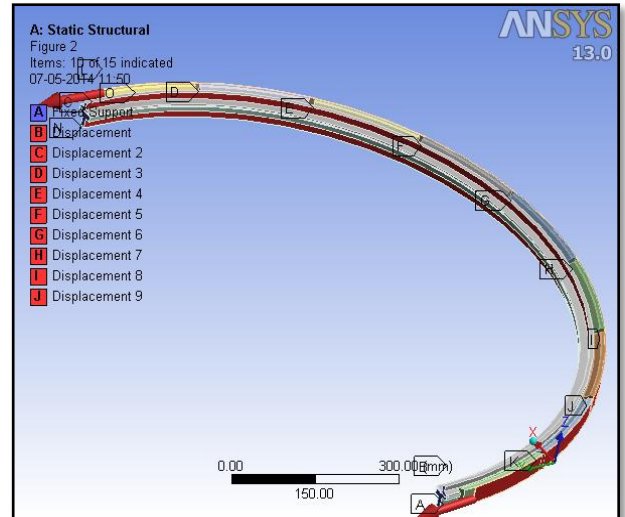 A: Static Structural
Figure 2
Items: 10 of 15 indicated
07-05-2014 11:50
A Fixed Support
B Displacement
C Displacement 2
D Displacement 3
E Displacement 4
F Displacement 5
G Displacement 6
H Displacement 7
I Displacement 8
J Displacement 9
ANSYS
13.0
O
D
E
F
G
H
I
J
X
Z
K
N
A
0.00
300.00 (mm)
150.00